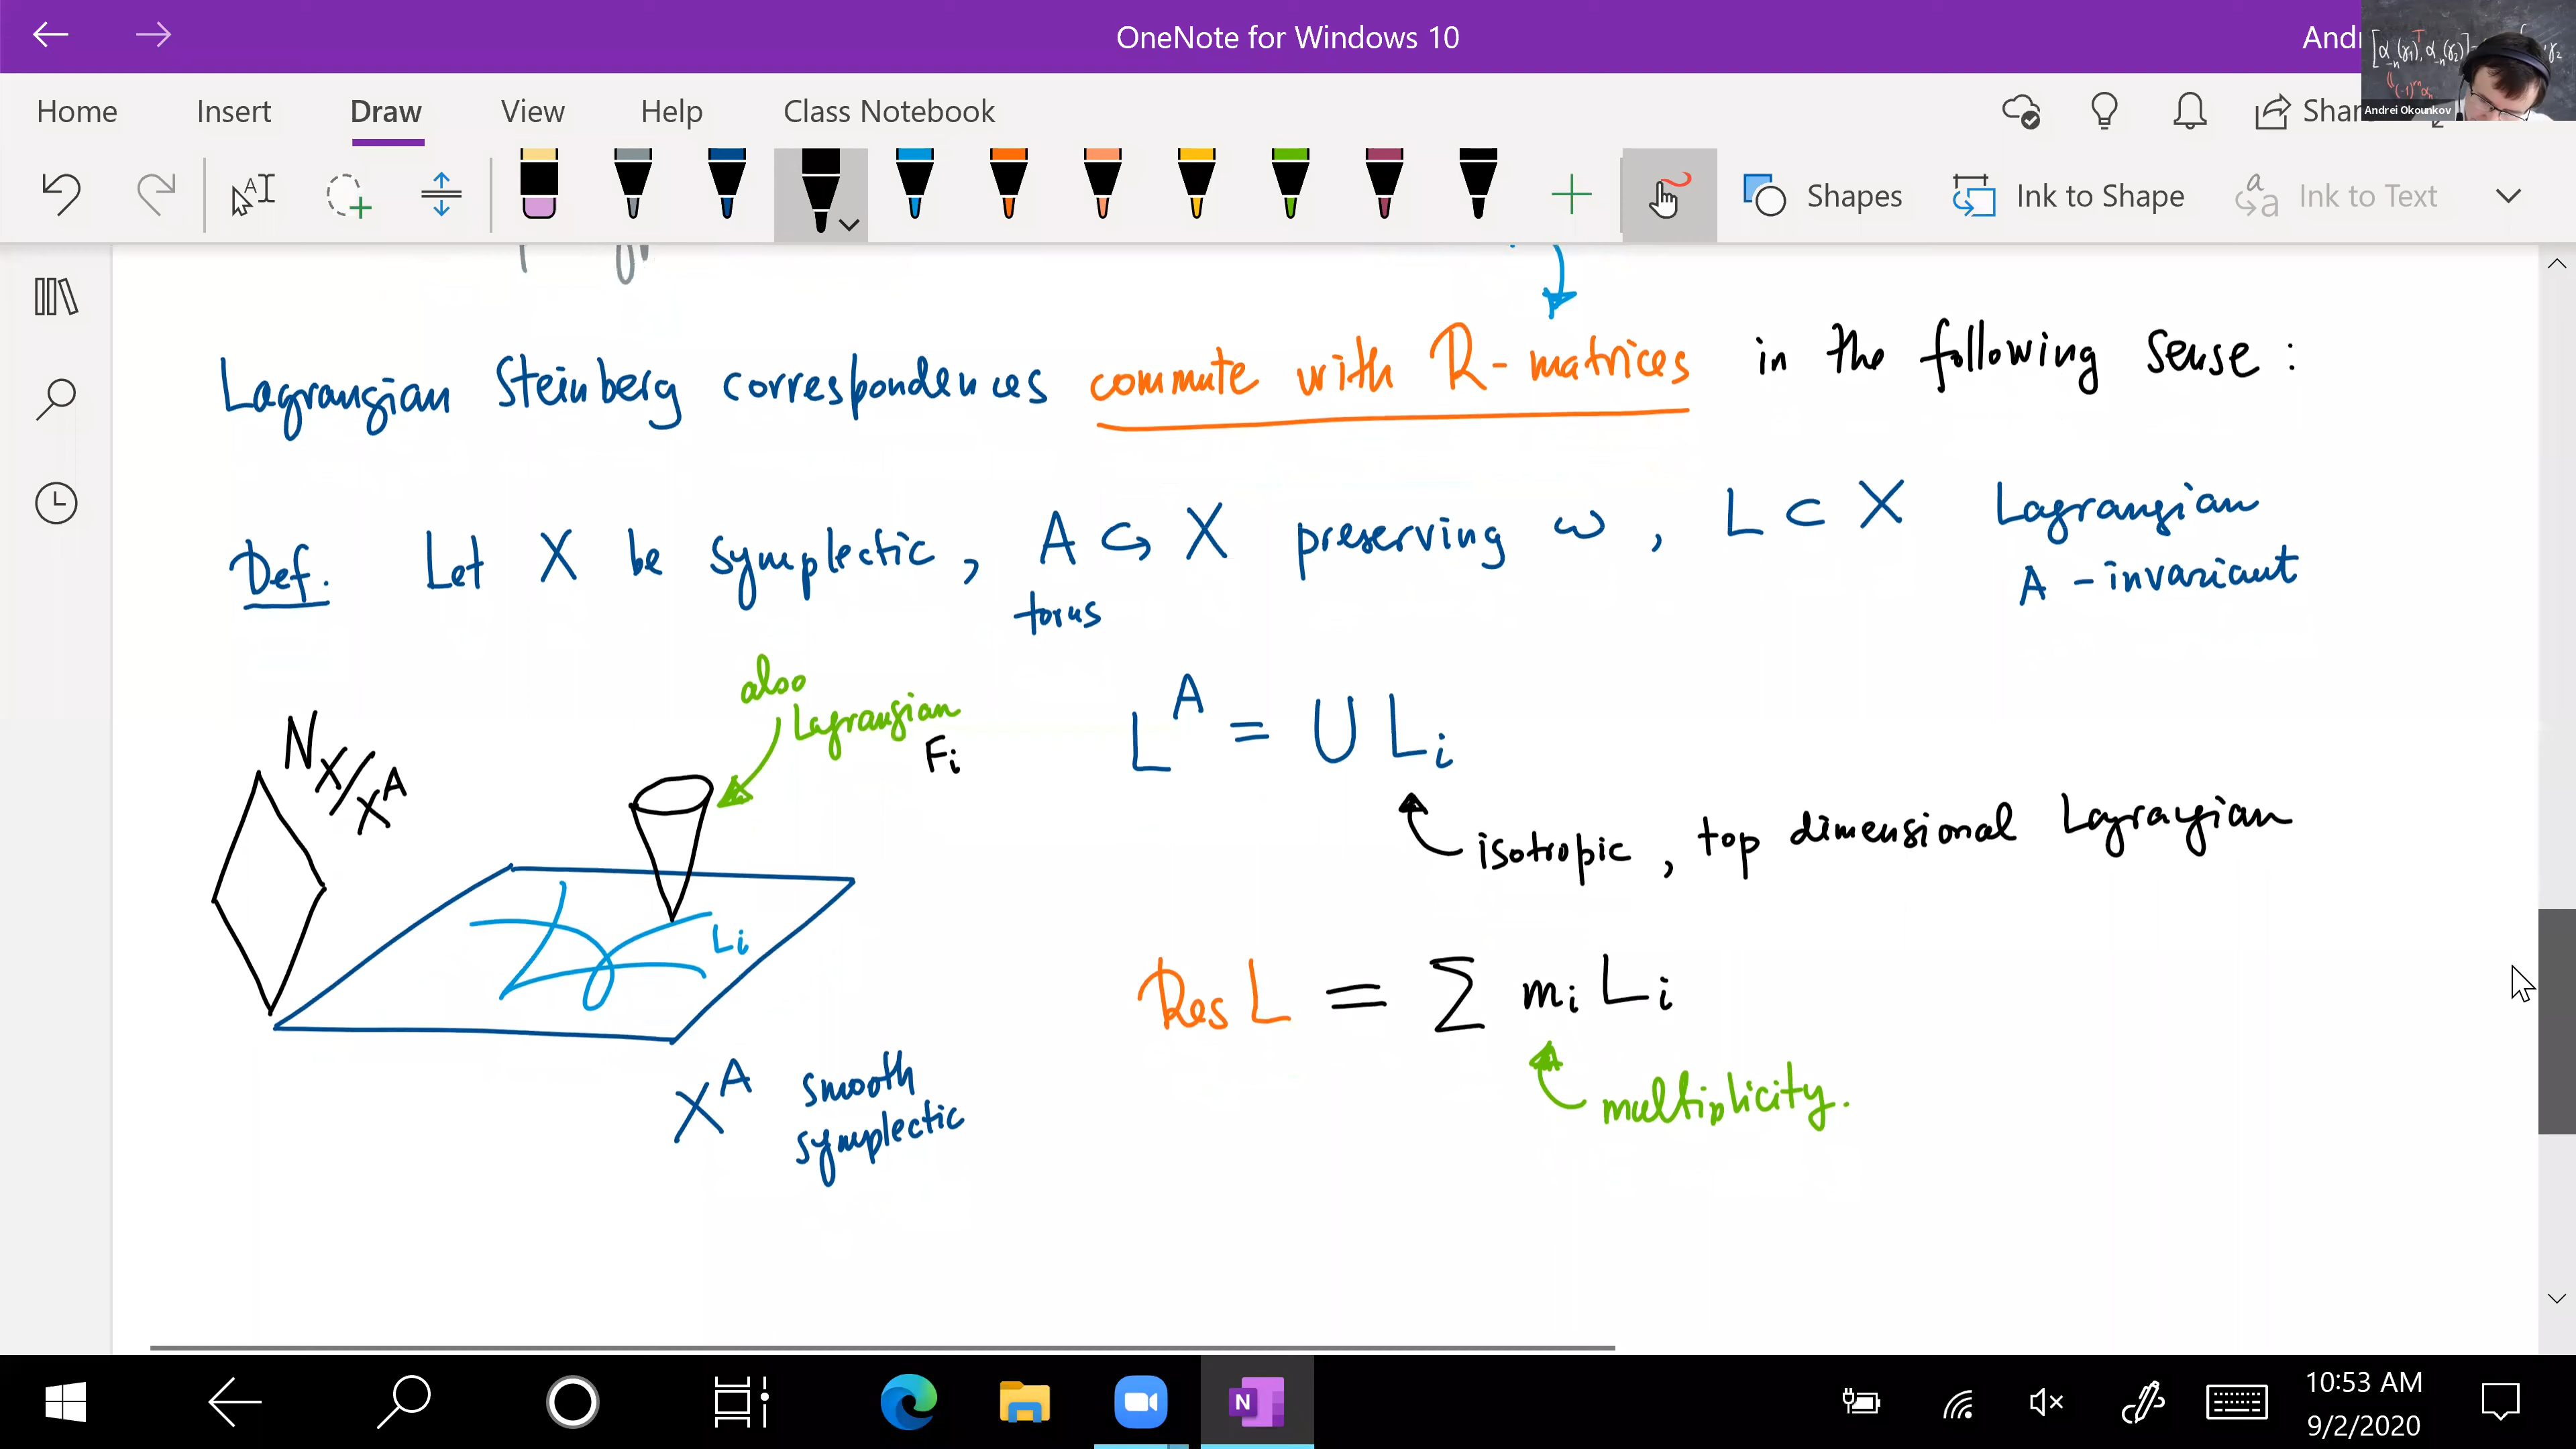 OneNote for Windows 10
Andr
Home Insert Draw View Help Class Notebook
Shar
Andrei Okounkov
Shapes
Ink to Shape
Ink to Text
Lagrangian Steinberg correspondences commute with R-matrices in the following sense:
Def. Let X be symplectic, A ↪ X preserving ω, L ⊂ X Lagrangian
torus
A-invariant
also
Lagrangian
F_i
N_{X/X^A}
L^A = ∪ L_i
isotropic, top dimensional Lagrangian
L_i
Res L = Σ m_i L_i
multiplicity.
X^A smooth
symplectic
10:53 AM
9/2/2020